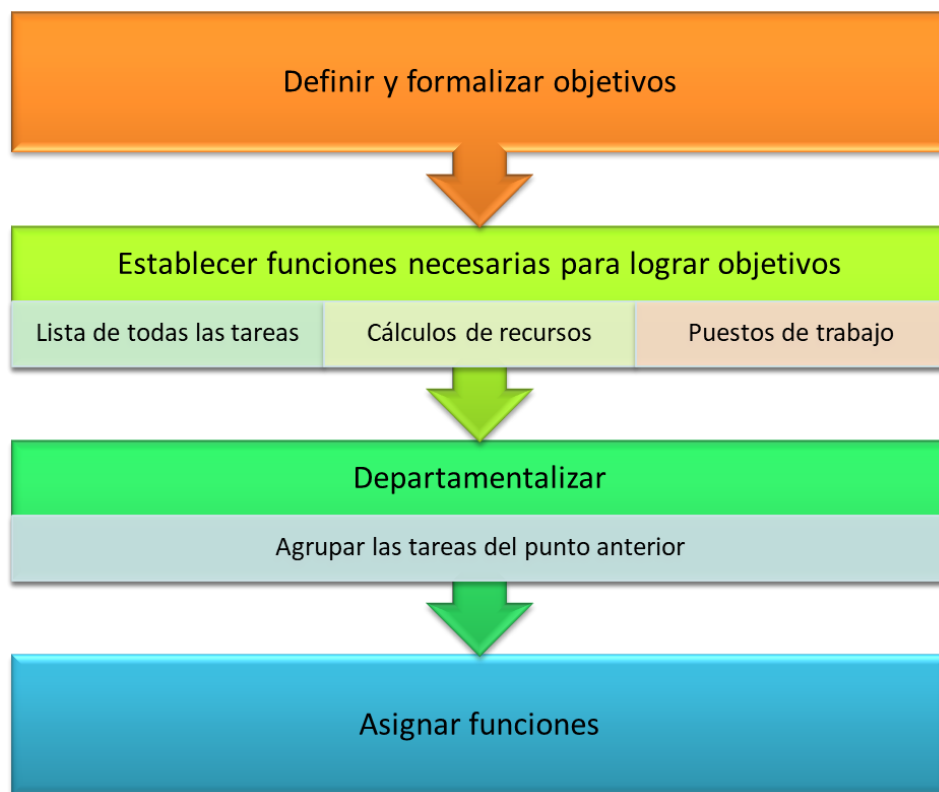 Definir y formalizar objetivos
Establecer funciones necesarias para lograr objetivos
Lista de todas las tareas
Cálculos de recursos
Puestos de trabajo
Departamentalizar
Agrupar las tareas del punto anterior
Asignar funciones